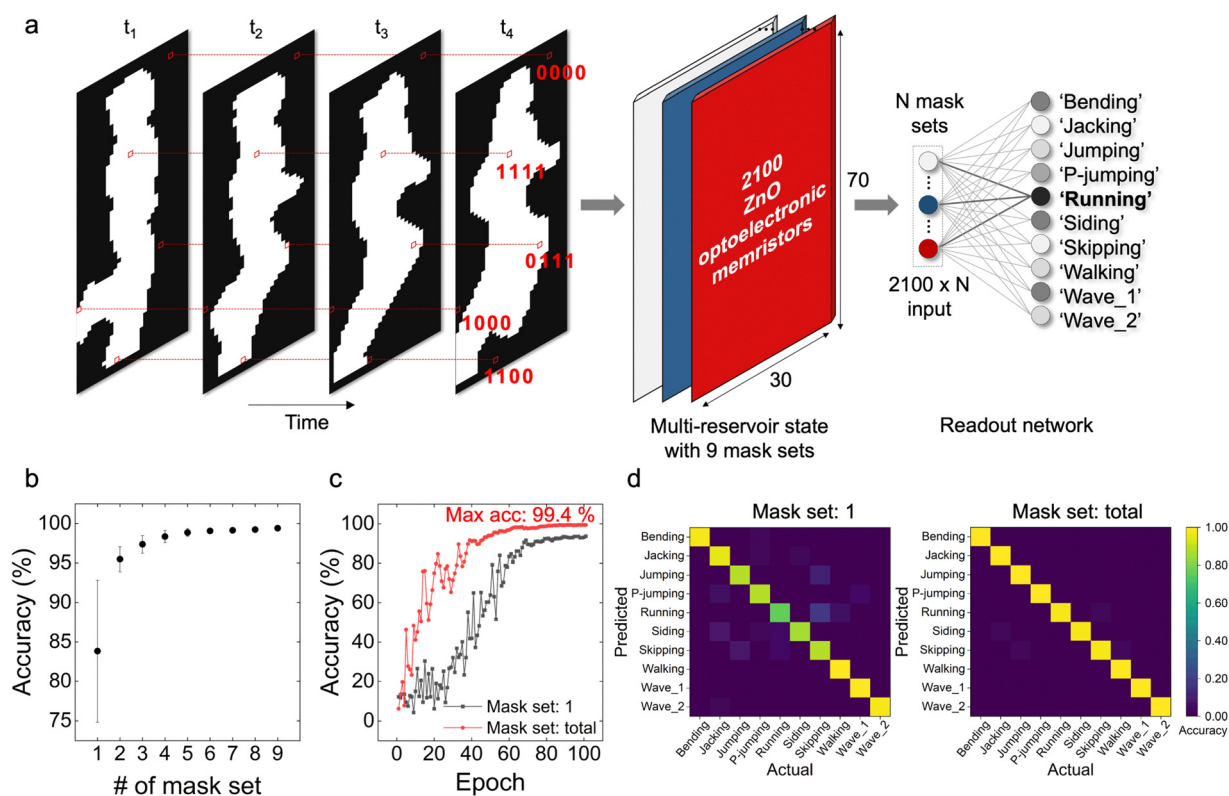 a
t1
t2
t3
t4
0000
1111
0111
1000
1100
Time
2100
ZnO
optoelectronic
memristors
70
30
Multi-reservoir state
with 9 mask sets
N mask
sets
2100 x N
input
'Bending'
'Jacking'
'Jumping'
'P-jumping'
'Running'
'Siding'
'Skipping'
'Walking'
'Wave_1'
'Wave_2'
Readout network
b
Accuracy (%)
100
95
90
85
80
75
1 2 3 4 5 6 7 8 9
# of mask set
c
Accuracy (%)
100
80
60
40
20
0
Max acc: 99.4 %
Mask set: 1
Mask set: total
0 20 40 60 80 100
Epoch
d
Mask set: 1
Predicted
Bending
Jacking
Jumping
P-jumping
Running
Siding
Skipping
Walking
Wave_1
Wave_2
Bending
Jacking
Jumping
P-jumping
Running
Siding
Skipping
Walking
Wave_1
Wave_2
Actual
Mask set: total
Predicted
Bending
Jacking
Jumping
P-jumping
Running
Siding
Skipping
Walking
Wave_1
Wave_2
Bending
Jacking
Jumping
P-jumping
Running
Siding
Skipping
Walking
Wave_1
Wave_2
Actual
1.00
0.80
0.60
0.40
0.20
0.00
Accuracy